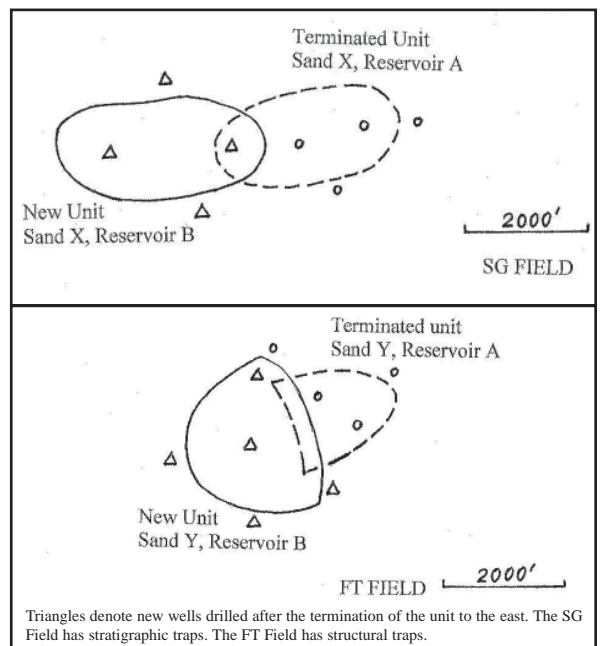 Terminated Unit
Sand X, Reservoir A
New Unit
Sand X, Reservoir B
2000'
SG FIELD
Terminated unit
Sand Y, Reservoir A
New Unit
Sand Y, Reservoir B
FT FIELD
2000'
Triangles denote new wells drilled after the termination of the unit to the east. The SG
Field has stratigraphic traps. The FT Field has structural traps.